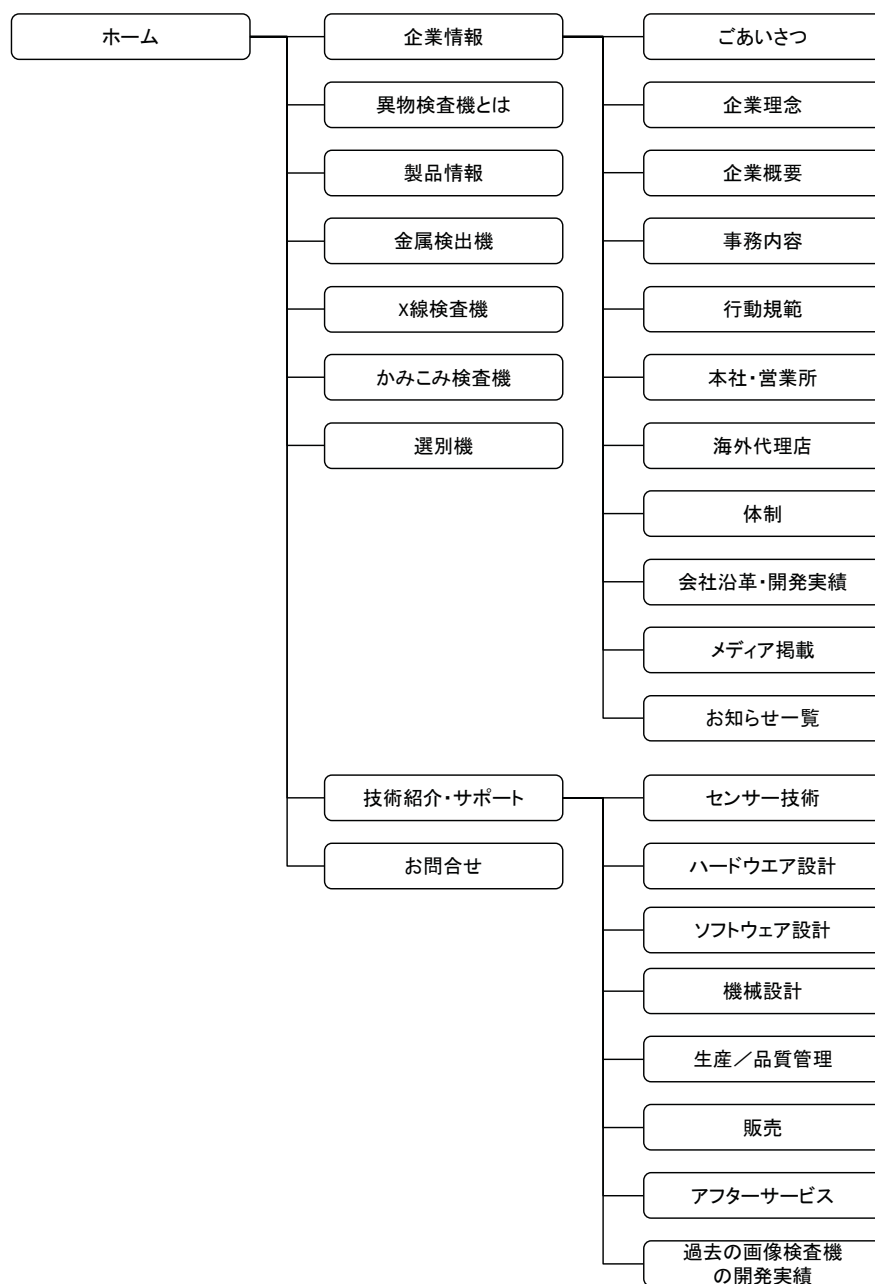 ホーム
企業情報
異物検査機とは
製品情報
金属検出機
X線検査機
かみこみ検査機
選別機
技術紹介・サポート
お問合せ
ごあいさつ
企業理念
企業概要
事務内容
行動規範
本社・営業所
海外代理店
体制
会社沿革・開発実績
メディア掲載
お知らせ一覧
センサー技術
ハードウエア設計
ソフトウェア設計
機械設計
生産／品質管理
販売
アフターサービス
過去の画像検査機
の開発実績